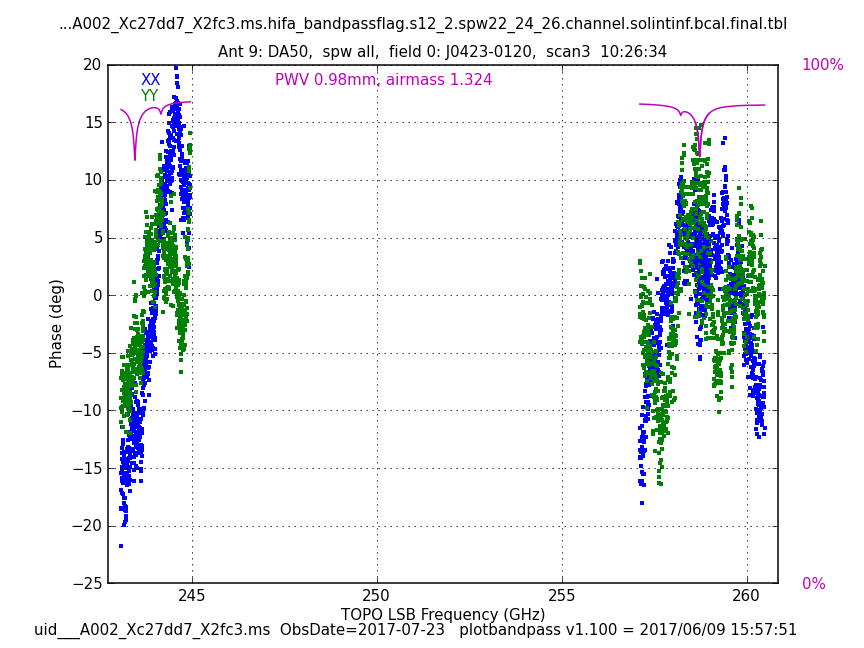 ...A002_Xc27dd7_X2fc3.ms.hifa_bandpassflag.s12_2.spw22_24_26.channel.solintinf.bcal.final.tbl
Ant 9: DA50,  spw all,  field 0: J0423-0120,  scan3  10:26:34
20 100%
XX PWV 0.98mm, airmass 1.324
YY
15
10
5
0
Phase (deg)
−5
−10
−15
−20
−25 0%
245 250 255 260
TOPO LSB Frequency (GHz)
uid___A002_Xc27dd7_X2fc3.ms  ObsDate=2017-07-23   plotbandpass v1.100 = 2017/06/09 15:57:51